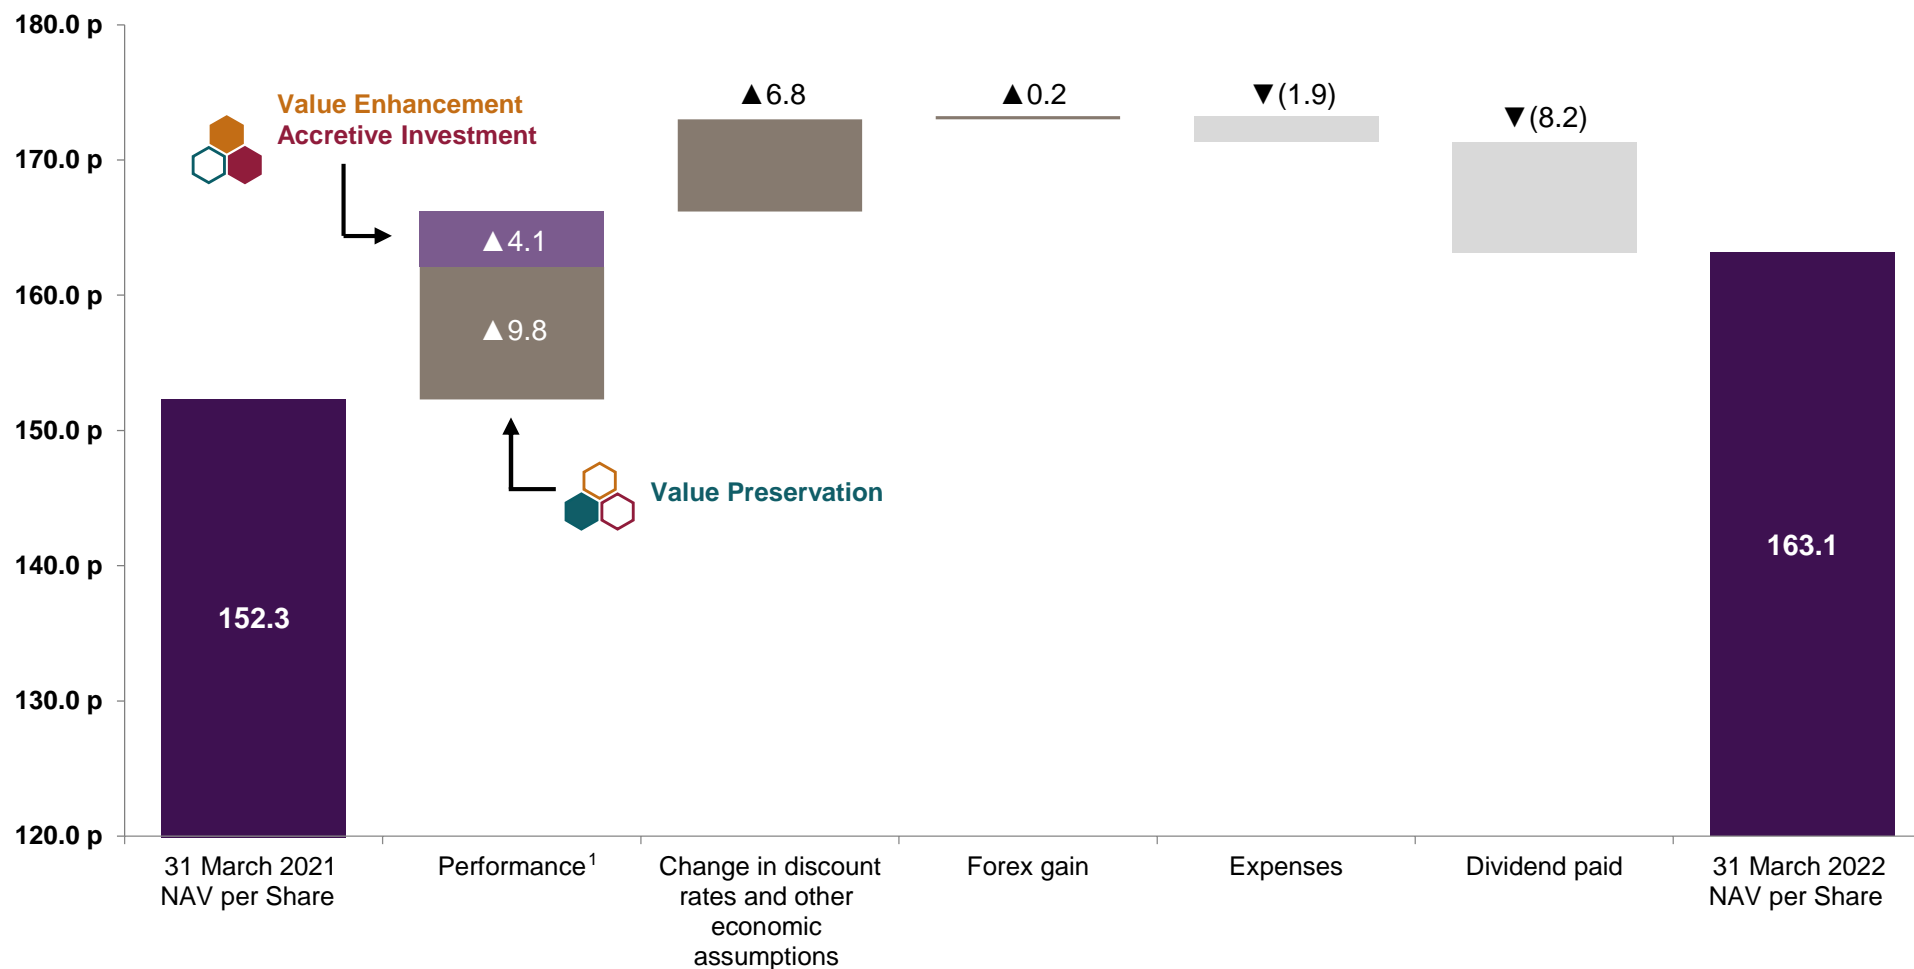 180.0 p
170.0 p
160.0 p
150.0 p
140.0 p
130.0 p
120.0 p
Value Enhancement
Accretive Investment
▲6.8
▲0.2
▼(1.9)
▼(8.2)
▲4.1
▲9.8
Value Preservation
152.3
163.1
31 March 2021
NAV per Share
Performance¹
Change in discount
rates and other
economic
assumptions
Forex gain
Expenses
Dividend paid
31 March 2022
NAV per Share